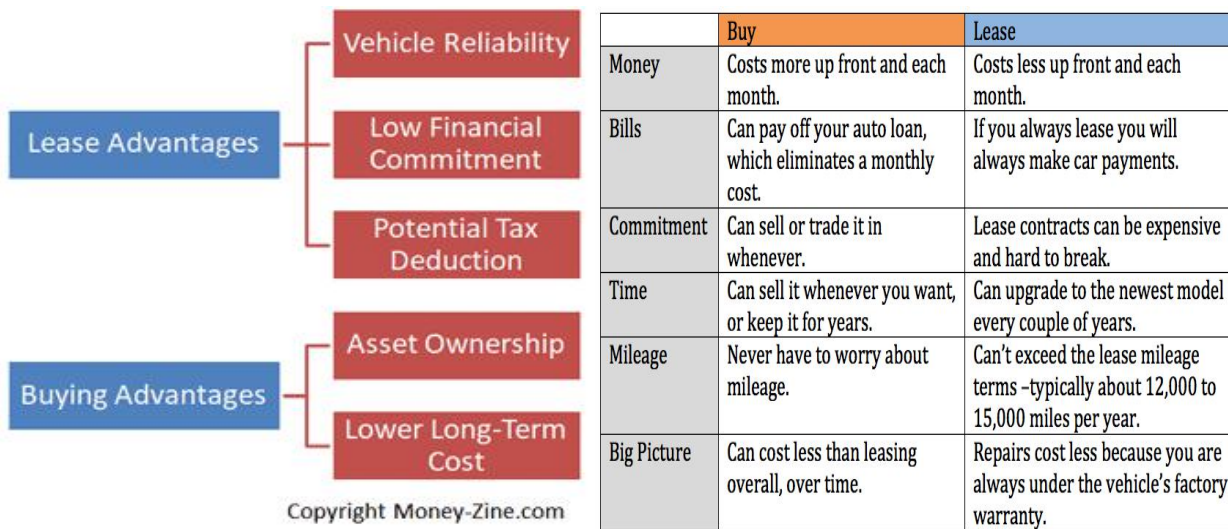 Lease Advantages
Vehicle Reliability
Low Financial
Commitment
Potential Tax
Deduction
Buying Advantages
Asset Ownership
Lower Long-Term
Cost
Copyright Money-Zine.com
Buy
Lease
Money
Costs more up front and each
month.
Costs less up front and each
month.
Bills
Can pay off your auto loan,
which eliminates a monthly
cost.
If you always lease you will
always make car payments.
Commitment
Can sell or trade it in
whenever.
Lease contracts can be expensive
and hard to break.
Time
Can sell it whenever you want,
or keep it for years.
Can upgrade to the newest model
every couple of years.
Mileage
Never have to worry about
mileage.
Can’t exceed the lease mileage
terms –typically about 12,000 to
15,000 miles per year.
Big Picture
Can cost less than leasing
overall, over time.
Repairs cost less because you are
always under the vehicle’s factory
warranty.